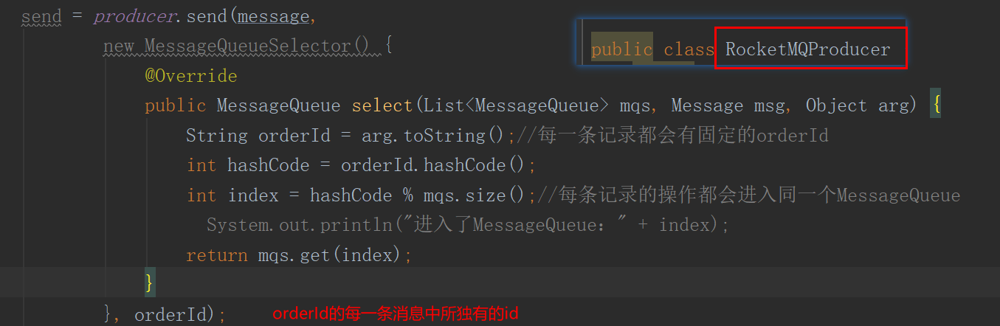 send = producer.send(message,
public class RocketMQProducer
new MessageQueueSelector() {
@Override
public MessageQueue select(List<MessageQueue> mqs, Message msg, Object arg) {
String orderId = arg.toString();//每一条记录都会有固定的orderId
int hashCode = orderId.hashCode();
int index = hashCode % mqs.size();//每条记录的操作都会进入同一个MessageQueue
System.out.println("进入了MessageQueue：" + index);
return mqs.get(index);
}
}, orderId); orderId的每一条消息中所独有的id